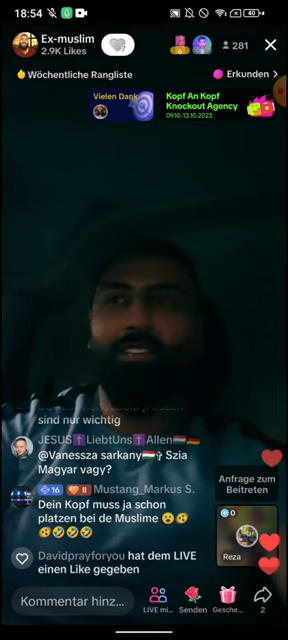 18:54
40
Ex-muslim
2.9K Likes
281
Wöchentliche Rangliste
Erkunden >
Vielen Dank
Kopf An Kopf
Knockout Agency
09.10-13.10.2023
sind nur wichtig
JESUS✝️LiebtUns✝️Allen🇭🇺🇩🇪
@Vanessza sarkany🇭🇺✞ Szia
Magyar vagy?
16 II Mustang_Markus S.
Dein Kopf muss ja schon
platzen bei de Muslime 😮🙄
🙄🤣🤣🤣
Davidprayforyou hat dem LIVE
einen Like gegeben
Anfrage zum
Beitreten
0
Reza
Kommentar hinz...
LIVE mi...
Senden
Gesche...
2